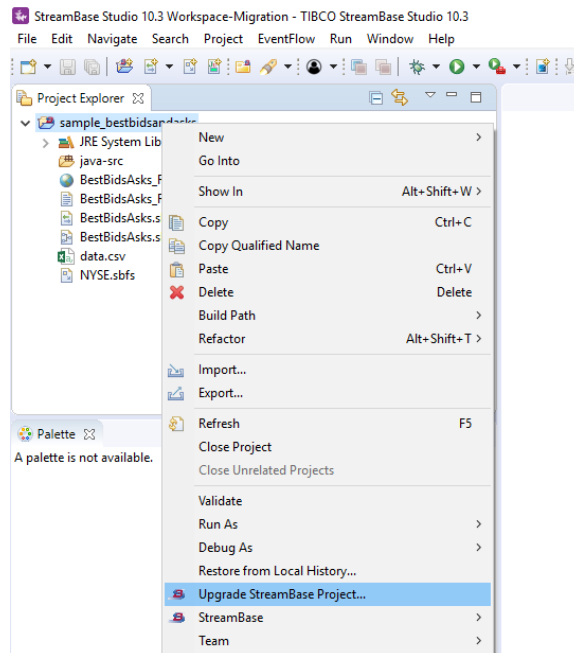 StreamBase Studio 10.3 Workspace-Migration - TIBCO StreamBase Studio 10.3
File Edit Navigate Search Project EventFlow Run Window Help
Project Explorer
sample_bestbidsandasks
JRE System Lib
java-src
BestBidsAsks_F
BestBidsAsks_F
BestBidsAsks.s
BestBidsAsks.s
data.csv
NYSE.sbfs
New
Go Into
Show In Alt+Shift+W >
Copy Ctrl+C
Copy Qualified Name
Paste Ctrl+V
Delete Delete
Build Path >
Refactor Alt+Shift+T >
Import...
Export...
Refresh F5
Close Project
Close Unrelated Projects
Validate
Run As >
Debug As >
Restore from Local History...
Upgrade StreamBase Project...
StreamBase >
Team >
Palette
A palette is not available.